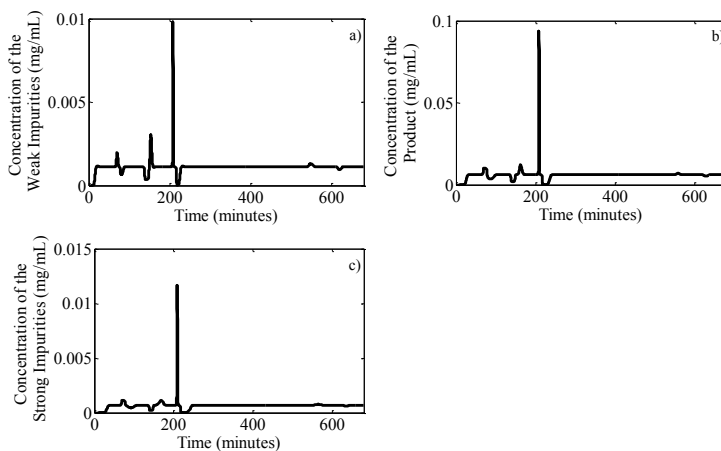 Concentration of the
Weak Impurities (mg/mL)
0.01
0.005
0
0 200 400 600
Time (minutes)
a)
Concentration of the
Product (mg/mL)
0.1
0.05
0
0 200 400 600
Time (minutes)
b)
Concentration of the
Strong Impurities (mg/mL)
0.015
0.01
0.005
0
0 200 400 600
Time (minutes)
c)